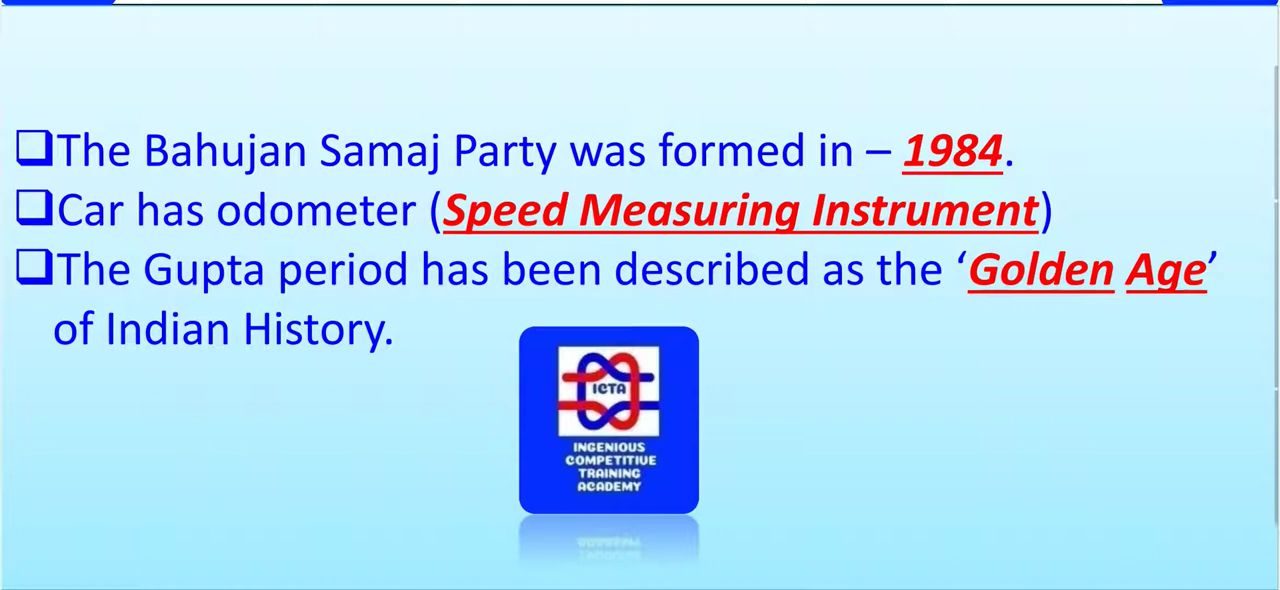 ❑The Bahujan Samaj Party was formed in – 1984.
❑Car has odometer (Speed Measuring Instrument)
❑The Gupta period has been described as the ‘Golden Age’
of Indian History.
ICTA
INGENIOUS
COMPETITIVE
TRAINING
ACADEMY